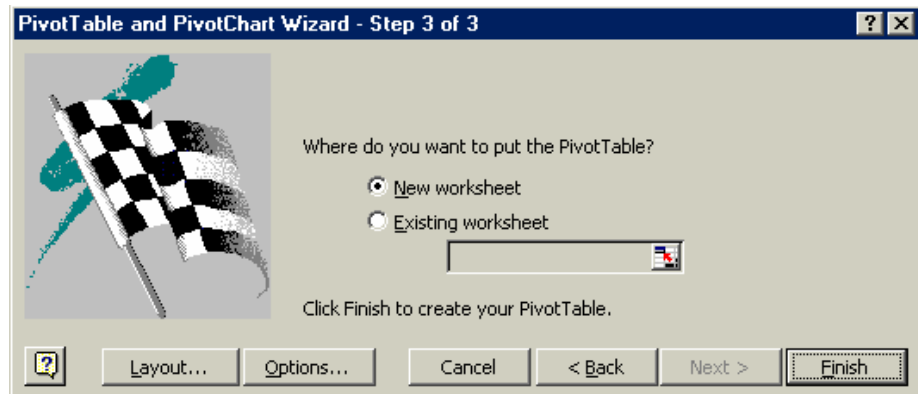 PivotTable and PivotChart Wizard - Step 3 of 3
Where do you want to put the PivotTable?
New worksheet
Existing worksheet
Click Finish to create your PivotTable.
Layout... Options... Cancel < Back Next > Finish